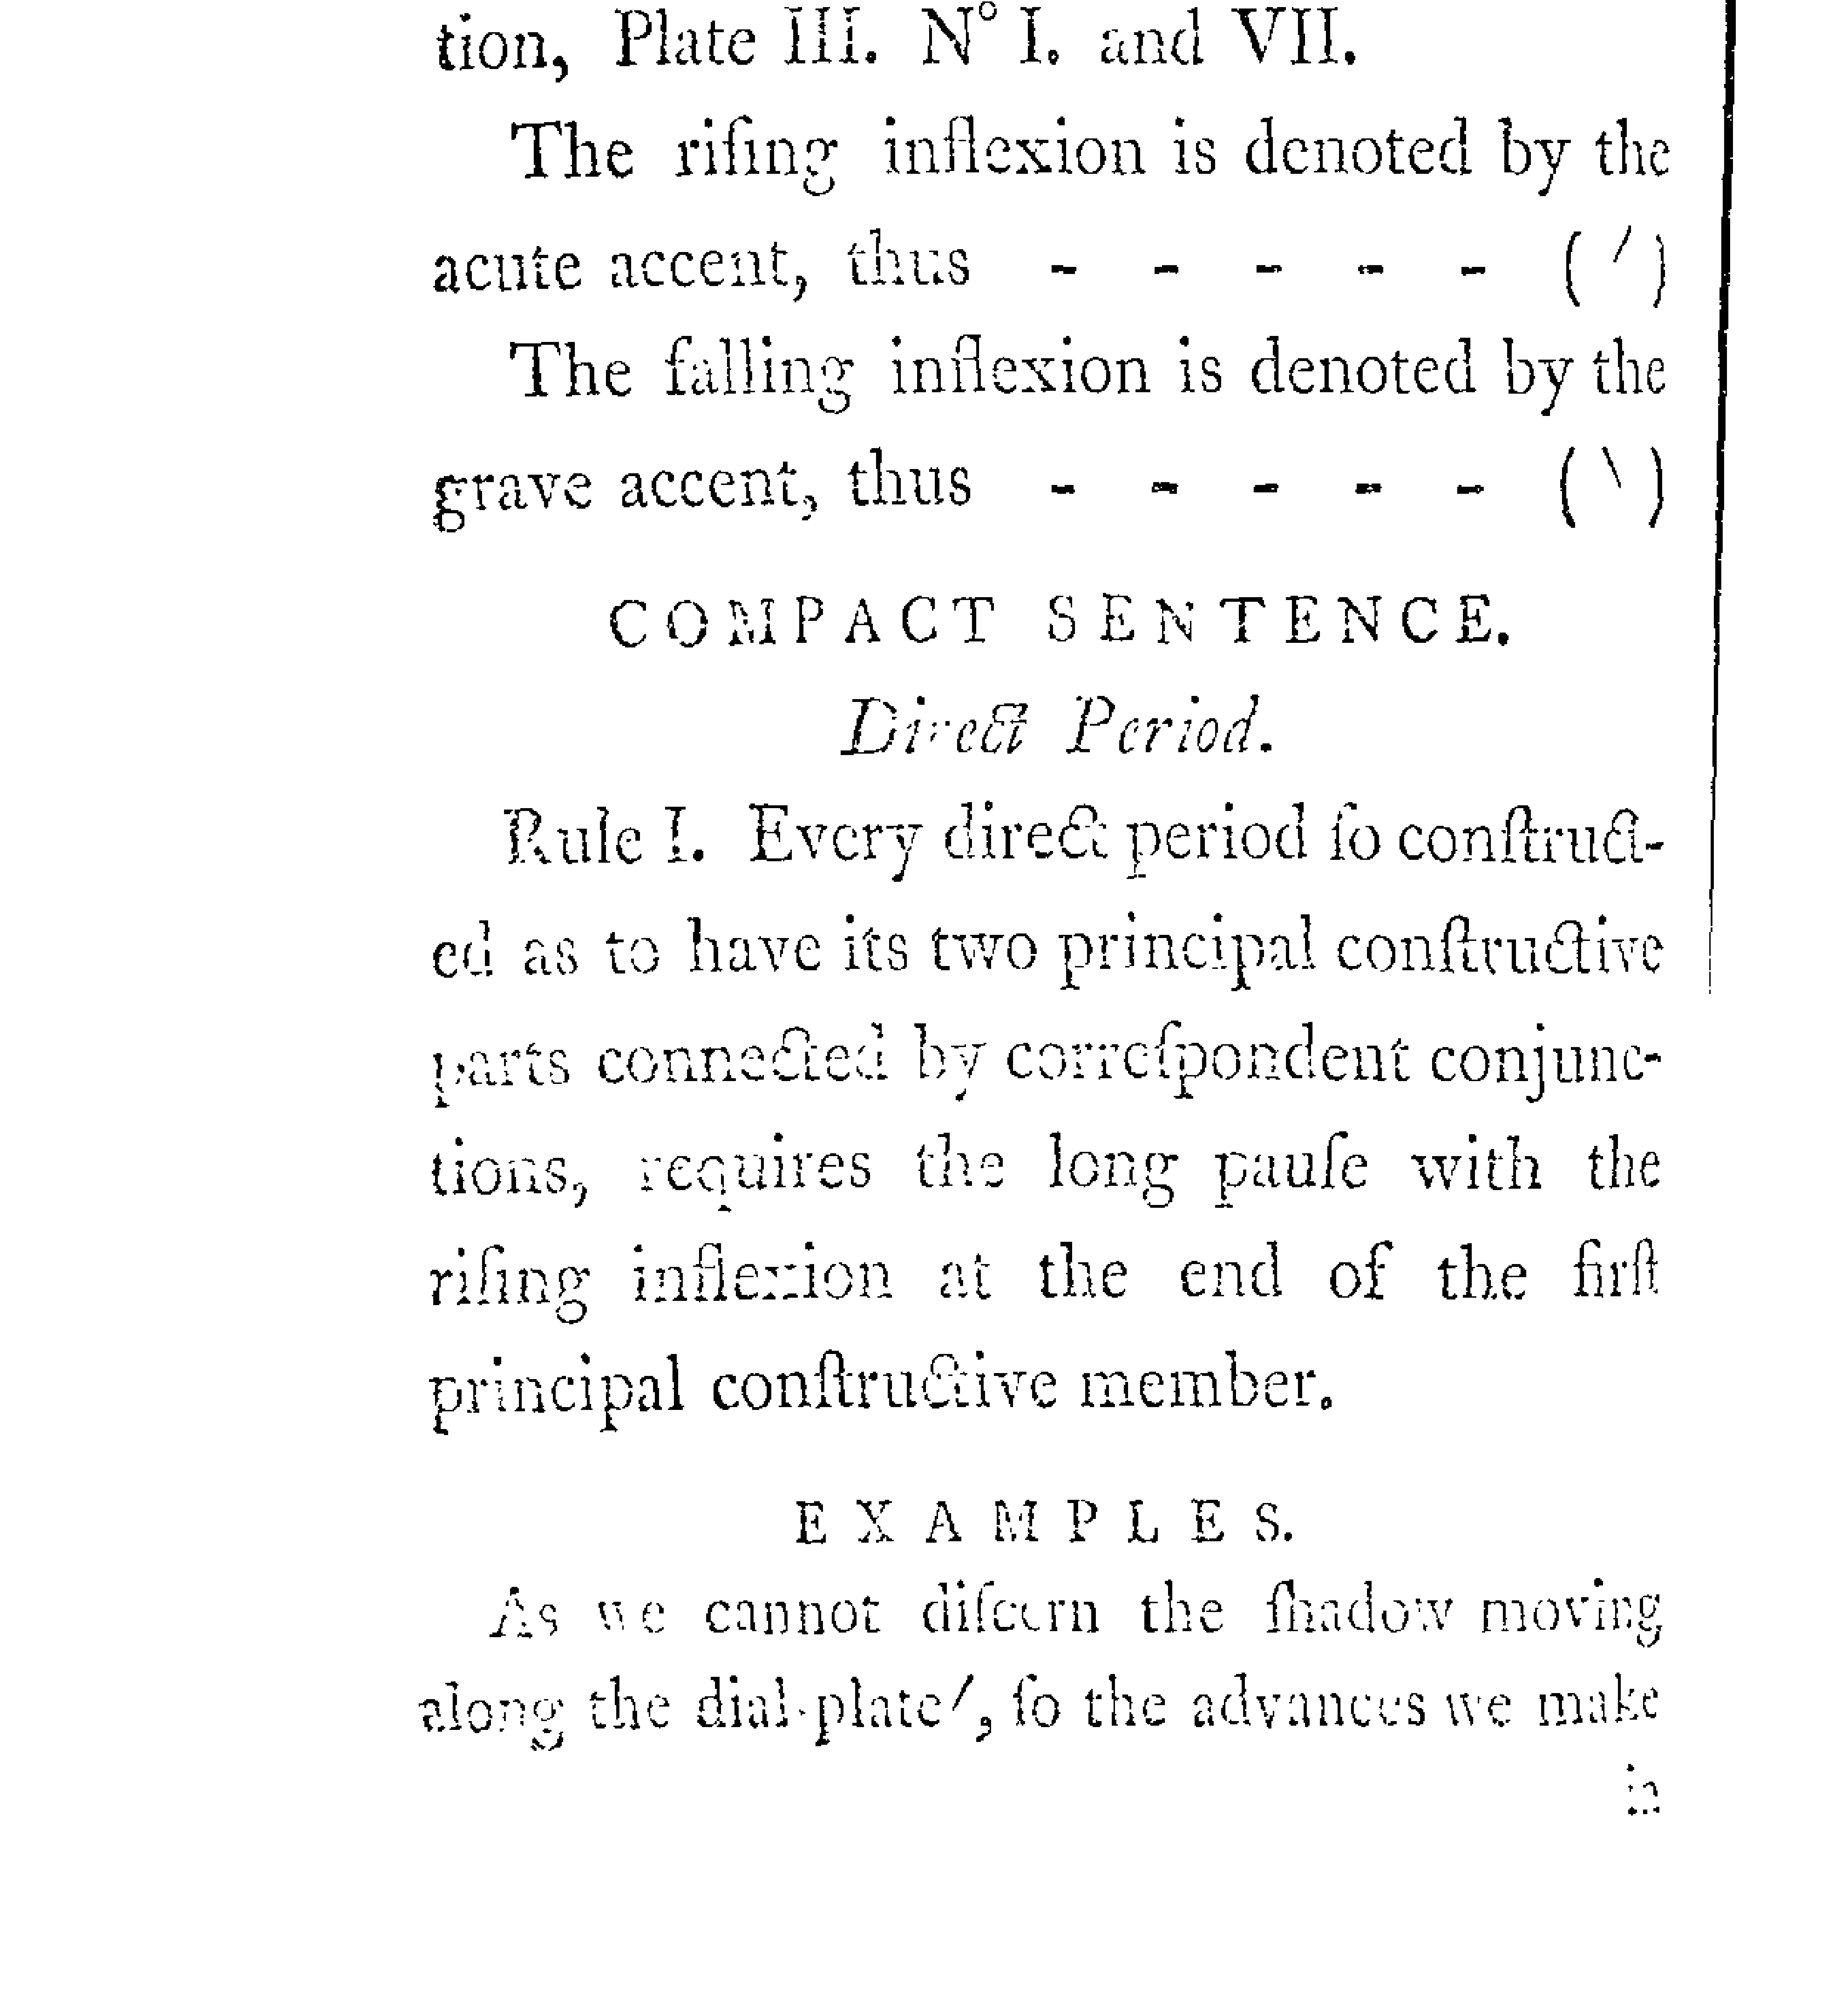 tion, Plate III. N° I. and VII.
The riſing inflexion is denoted by the
acute accent, thus - - - - - (ˊ)
The falling inflexion is denoted by the
grave accent, thus - - - - - (ˋ)
COMPACT SENTENCE.
Direct Period.
Rule I. Every direct period ſo conſtruct-
ed as to have its two principal conſtructive
parts connected by correſpondent conjunc-
tions, requires the long pauſe with the
riſing inflexion at the end of the firſt
principal conſtructive member.
EXAMPLES.
As we cannot diſcern the ſhadow moving
along the dial-plateˊ, ſo the advances we make
in